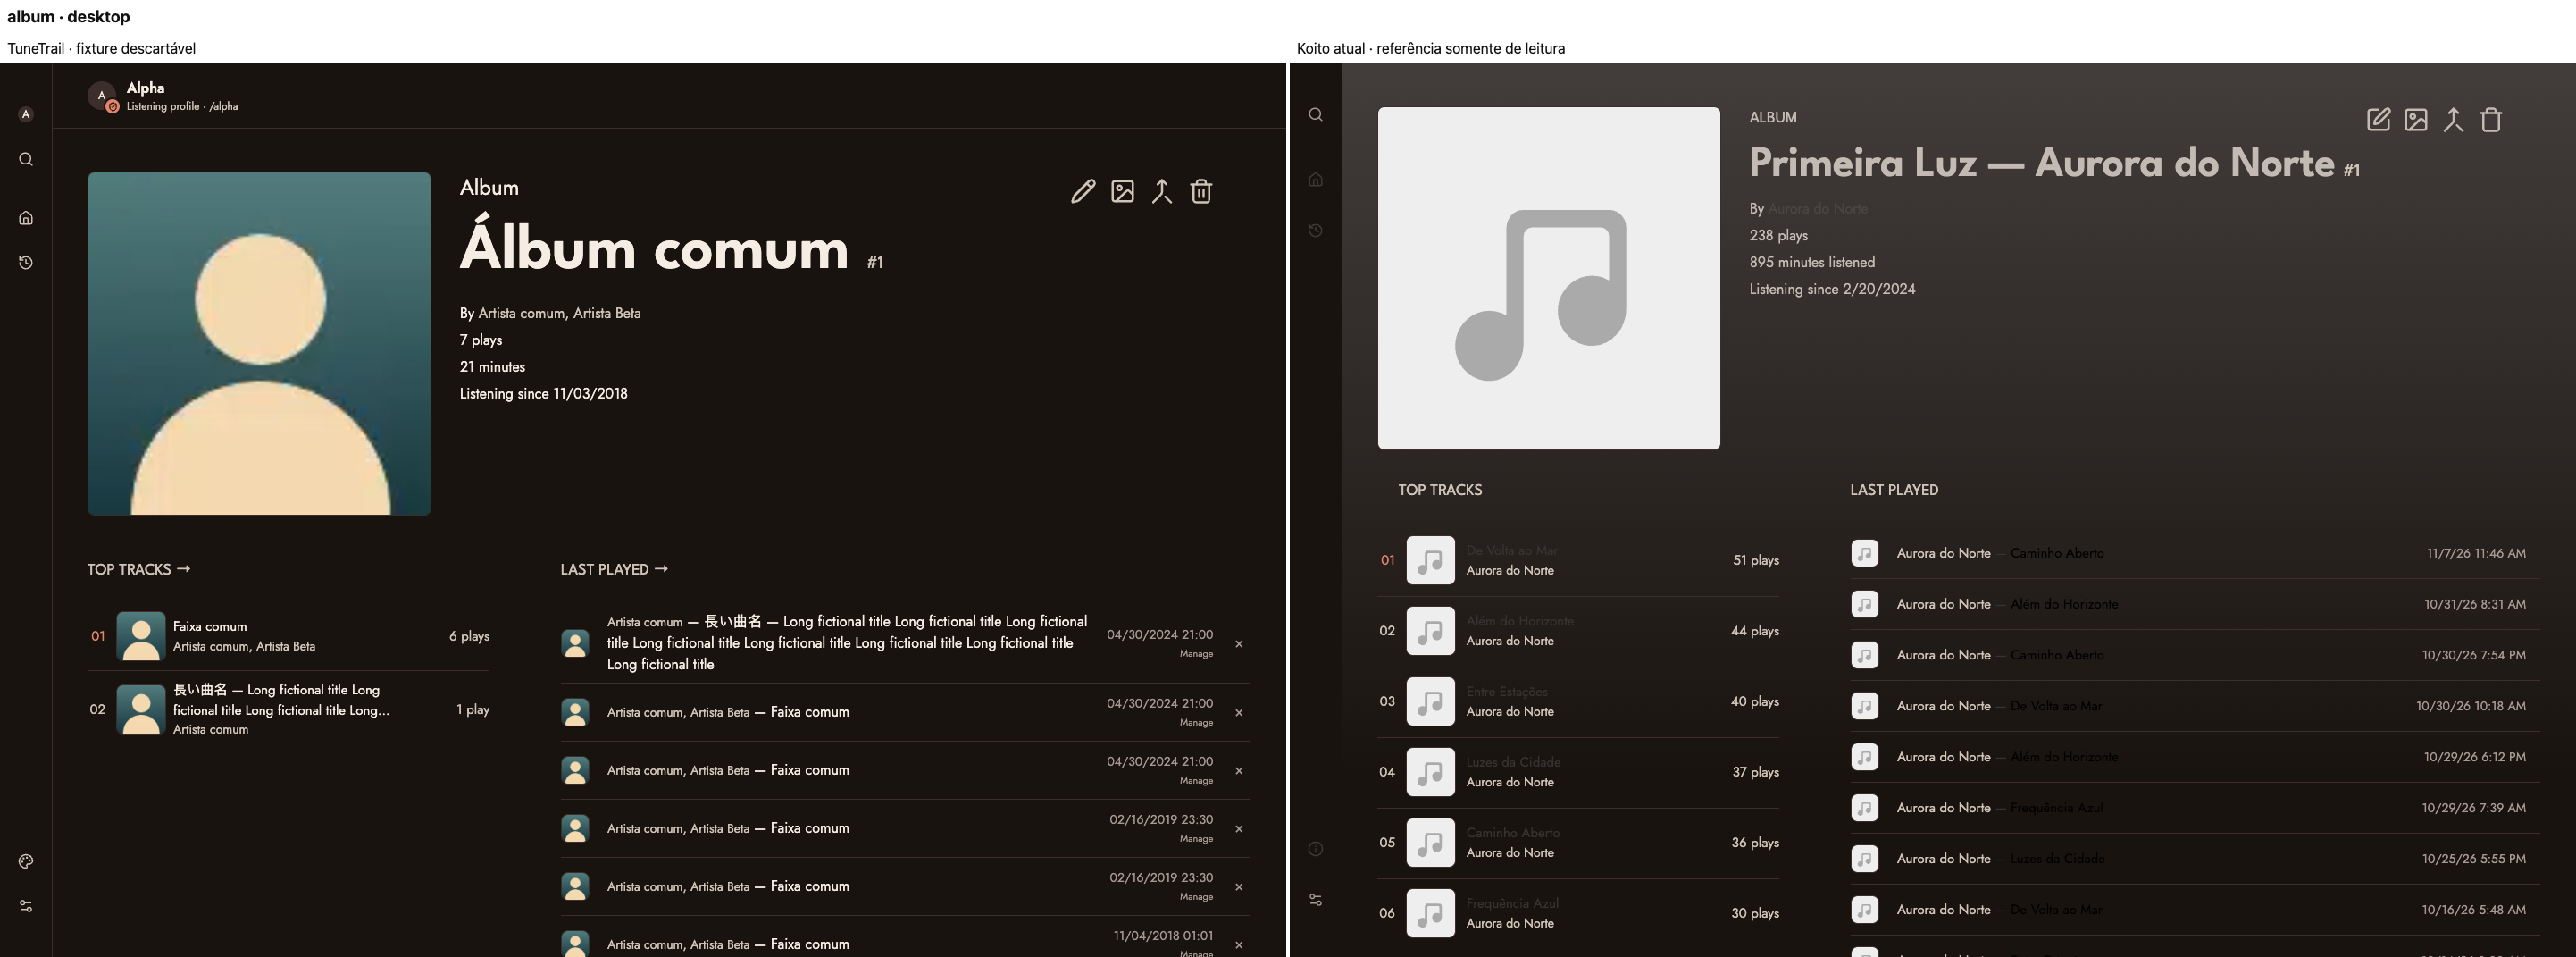 album · desktop
TuneTrail · fixture descartável
A
Alpha
Listening profile · /alpha
A
Album
Álbum comum #1
By Artista comum, Artista Beta
7 plays
21 minutes
Listening since 11/03/2018
TOP TRACKS →
01
Faixa comum
Artista comum, Artista Beta
6 plays
02
長い曲名 — Long fictional title Long
fictional title Long fictional title Long...
Artista comum
1 play
LAST PLAYED →
Artista comum — 長い曲名 — Long fictional title Long fictional title Long fictional
title Long fictional title Long fictional title Long fictional title Long fictional title
Long fictional title
04/30/2024 21:00
Manage
×
Artista comum, Artista Beta — Faixa comum
04/30/2024 21:00
Manage
×
Artista comum, Artista Beta — Faixa comum
04/30/2024 21:00
Manage
×
Artista comum, Artista Beta — Faixa comum
02/16/2019 23:30
Manage
×
Artista comum, Artista Beta — Faixa comum
02/16/2019 23:30
Manage
×
Artista comum, Artista Beta — Faixa comum
11/04/2018 01:01
Manage
×
Koito atual · referência somente de leitura
ALBUM
Primeira Luz — Aurora do Norte #1
By Aurora do Norte
238 plays
895 minutes listened
Listening since 2/20/2024
TOP TRACKS
01
De Volta ao Mar
Aurora do Norte
51 plays
02
Além do Horizonte
Aurora do Norte
44 plays
03
Entre Estações
Aurora do Norte
40 plays
04
Luzes da Cidade
Aurora do Norte
37 plays
05
Caminho Aberto
Aurora do Norte
36 plays
06
Frequência Azul
Aurora do Norte
30 plays
LAST PLAYED
Aurora do Norte — Caminho Aberto
11/7/26 11:46 AM
Aurora do Norte — Além do Horizonte
10/31/26 8:31 AM
Aurora do Norte — Caminho Aberto
10/30/26 7:54 PM
Aurora do Norte — De Volta ao Mar
10/30/26 10:18 AM
Aurora do Norte — Além do Horizonte
10/29/26 6:12 PM
Aurora do Norte — Frequência Azul
10/29/26 7:39 AM
Aurora do Norte — Luzes da Cidade
10/25/26 5:55 PM
Aurora do Norte — De Volta ao Mar
10/16/26 5:48 AM